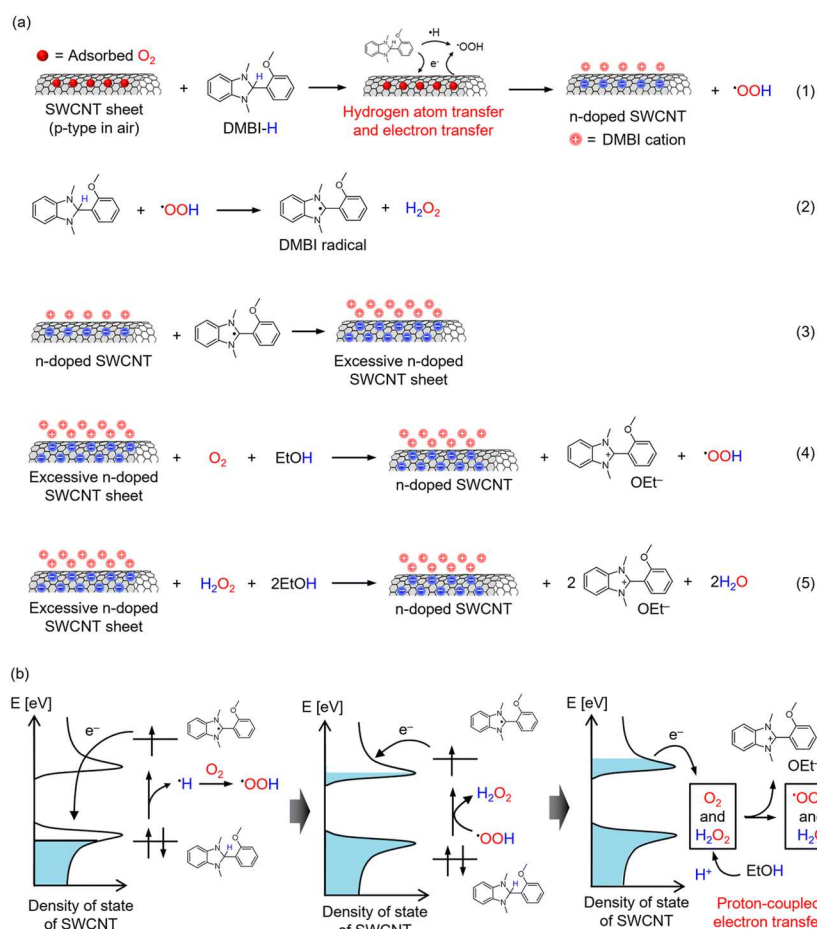 (a)
= Adsorbed O2
SWCNT sheet
(p-type in air)
+
DMBI-H
•H
•OOH
e-
Hydrogen atom transfer
and electron transfer
n-doped SWCNT
= DMBI cation
+ •OOH (1)
+ •OOH
DMBI radical
+ H2O2 (2)
n-doped SWCNT
+
Excessive n-doped
SWCNT sheet
(3)
Excessive n-doped
SWCNT sheet
+ O2 + EtOH
n-doped SWCNT
+
OEt–
+ •OOH (4)
Excessive n-doped
SWCNT sheet
+ H2O2 + 2EtOH
n-doped SWCNT
+ 2
OEt–
+ 2H2O (5)
(b)
E [eV]
e–
•H
O2
•OOH
Density of state
of SWCNT
E [eV]
e–
H2O2
•OOH
Density of state
of SWCNT
E [eV]
e–
OEt–
O2
and
H2O2
H+
EtOH
Density of state
of SWCNT
Proton-coupled